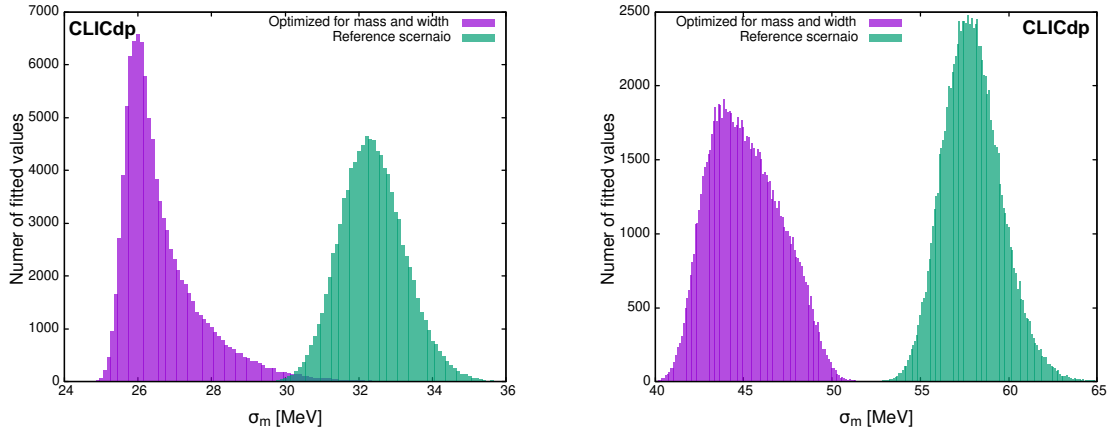 CLICdp
Optimized for mass and width
Reference scernaio
Numer of fitted values
7000
6000
5000
4000
3000
2000
1000
0
24 26 28 30 32 34 36
σm [MeV]
CLICdp
Optimized for mass and width
Reference scernaio
Number of fitted values
2500
2000
1500
1000
500
0
40 45 50 55 60 65
σm [MeV]